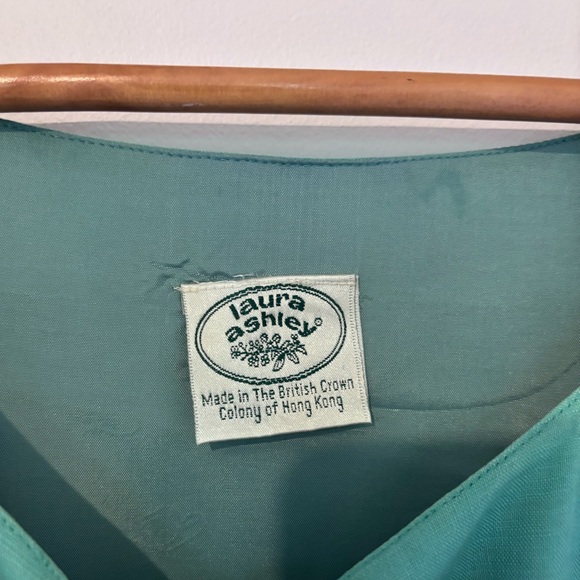 laura
ashley®
Made in The British Crown
Colony of Hong Kong